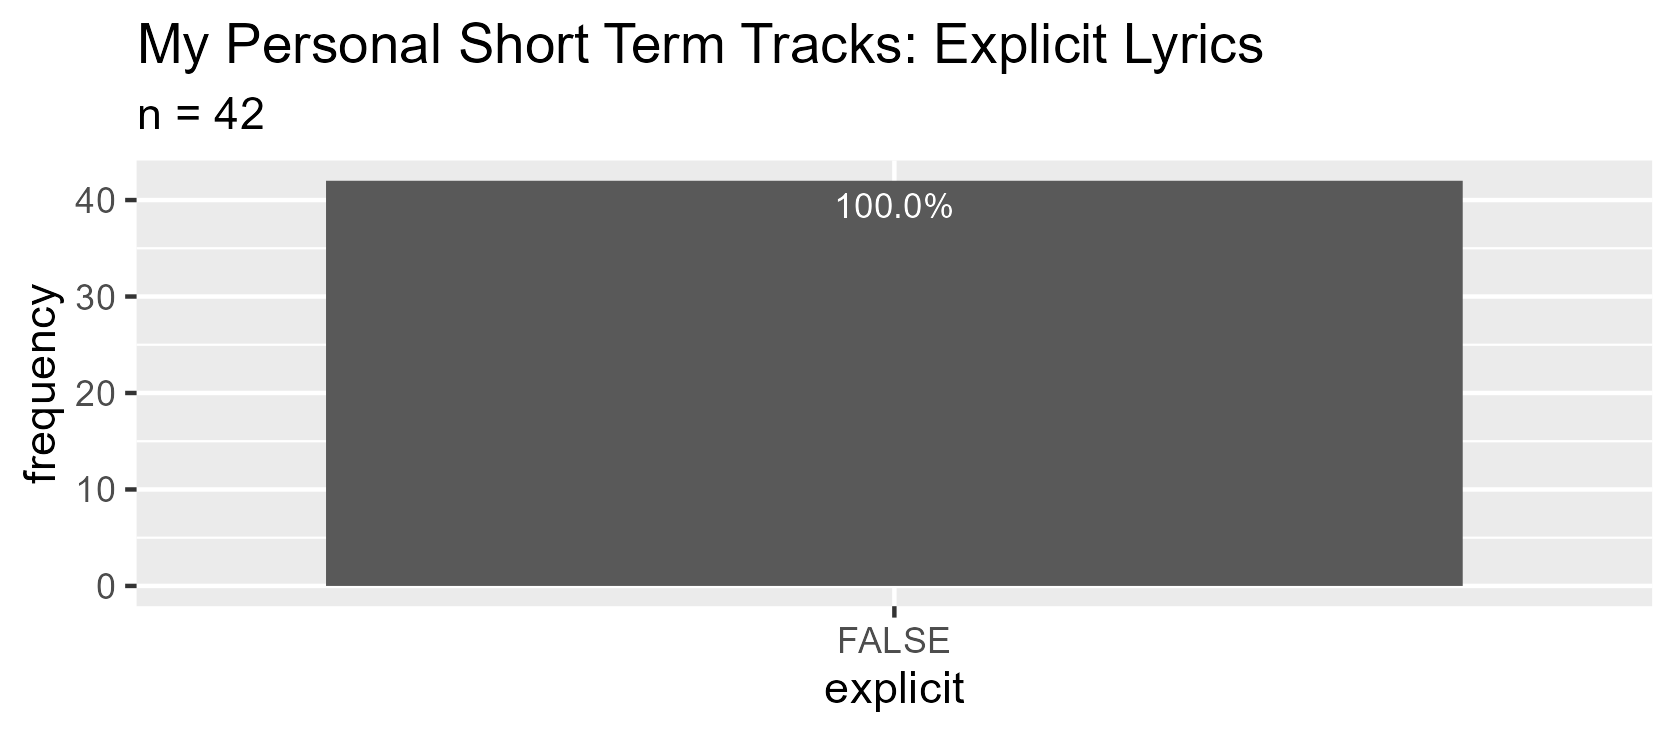 My Personal Short Term Tracks: Explicit Lyrics
n = 42
frequency
40
30
20
10
0
100.0%
FALSE
explicit